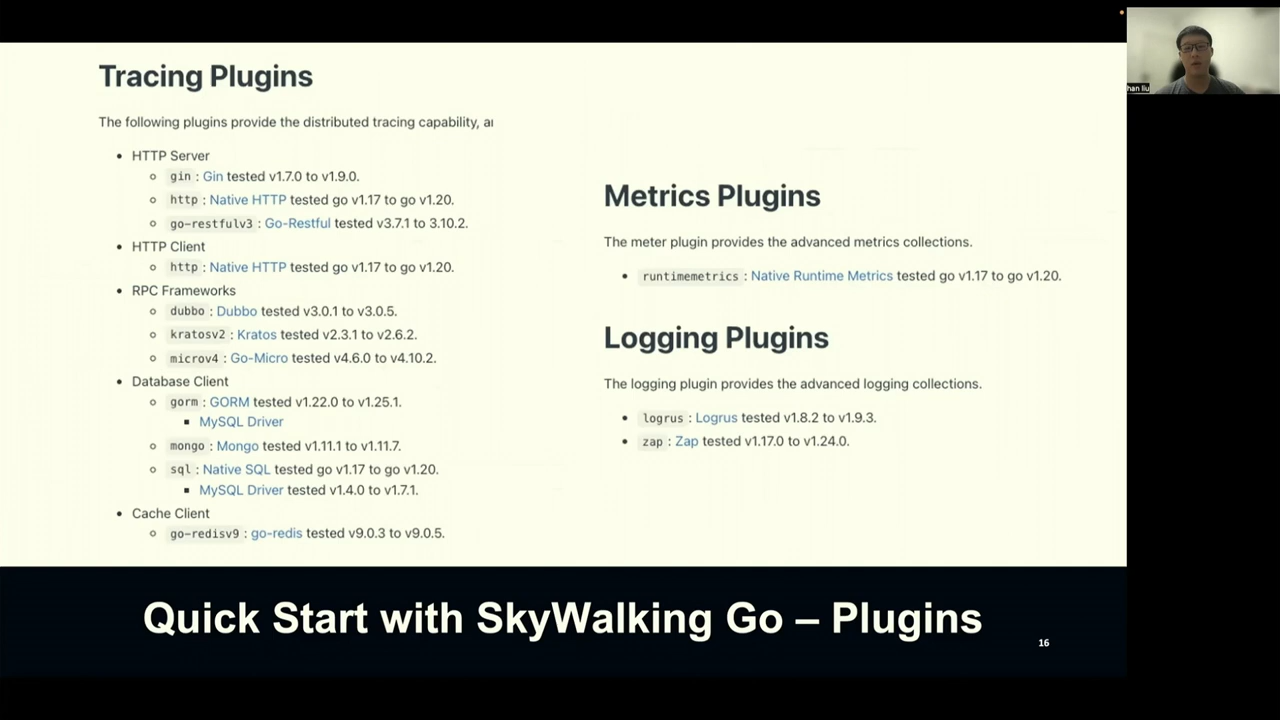 Tracing Plugins
The following plugins provide the distributed tracing capability, an
HTTP Server
gin : Gin tested v1.7.0 to v1.9.0.
http : Native HTTP tested go v1.17 to go v1.20.
go-restfulv3 : Go-Restful tested v3.7.1 to 3.10.2.
HTTP Client
http : Native HTTP tested go v1.17 to go v1.20.
RPC Frameworks
dubbo : Dubbo tested v3.0.1 to v3.0.5.
kratosv2 : Kratos tested v2.3.1 to v2.6.2.
microv4 : Go-Micro tested v4.6.0 to v4.10.2.
Database Client
gorm : GORM tested v1.22.0 to v1.25.1.
MySQL Driver
mongo : Mongo tested v1.11.1 to v1.11.7.
sql : Native SQL tested go v1.17 to go v1.20.
MySQL Driver tested v1.4.0 to v1.7.1.
Cache Client
go-redisv9 : go-redis tested v9.0.3 to v9.0.5.
Metrics Plugins
The meter plugin provides the advanced metrics collections.
runtimemetrics : Native Runtime Metrics tested go v1.17 to go v1.20.
Logging Plugins
The logging plugin provides the advanced logging collections.
logrus : Logrus tested v1.8.2 to v1.9.3.
zap : Zap tested v1.17.0 to v1.24.0.
Quick Start with SkyWalking Go – Plugins
16
han liu